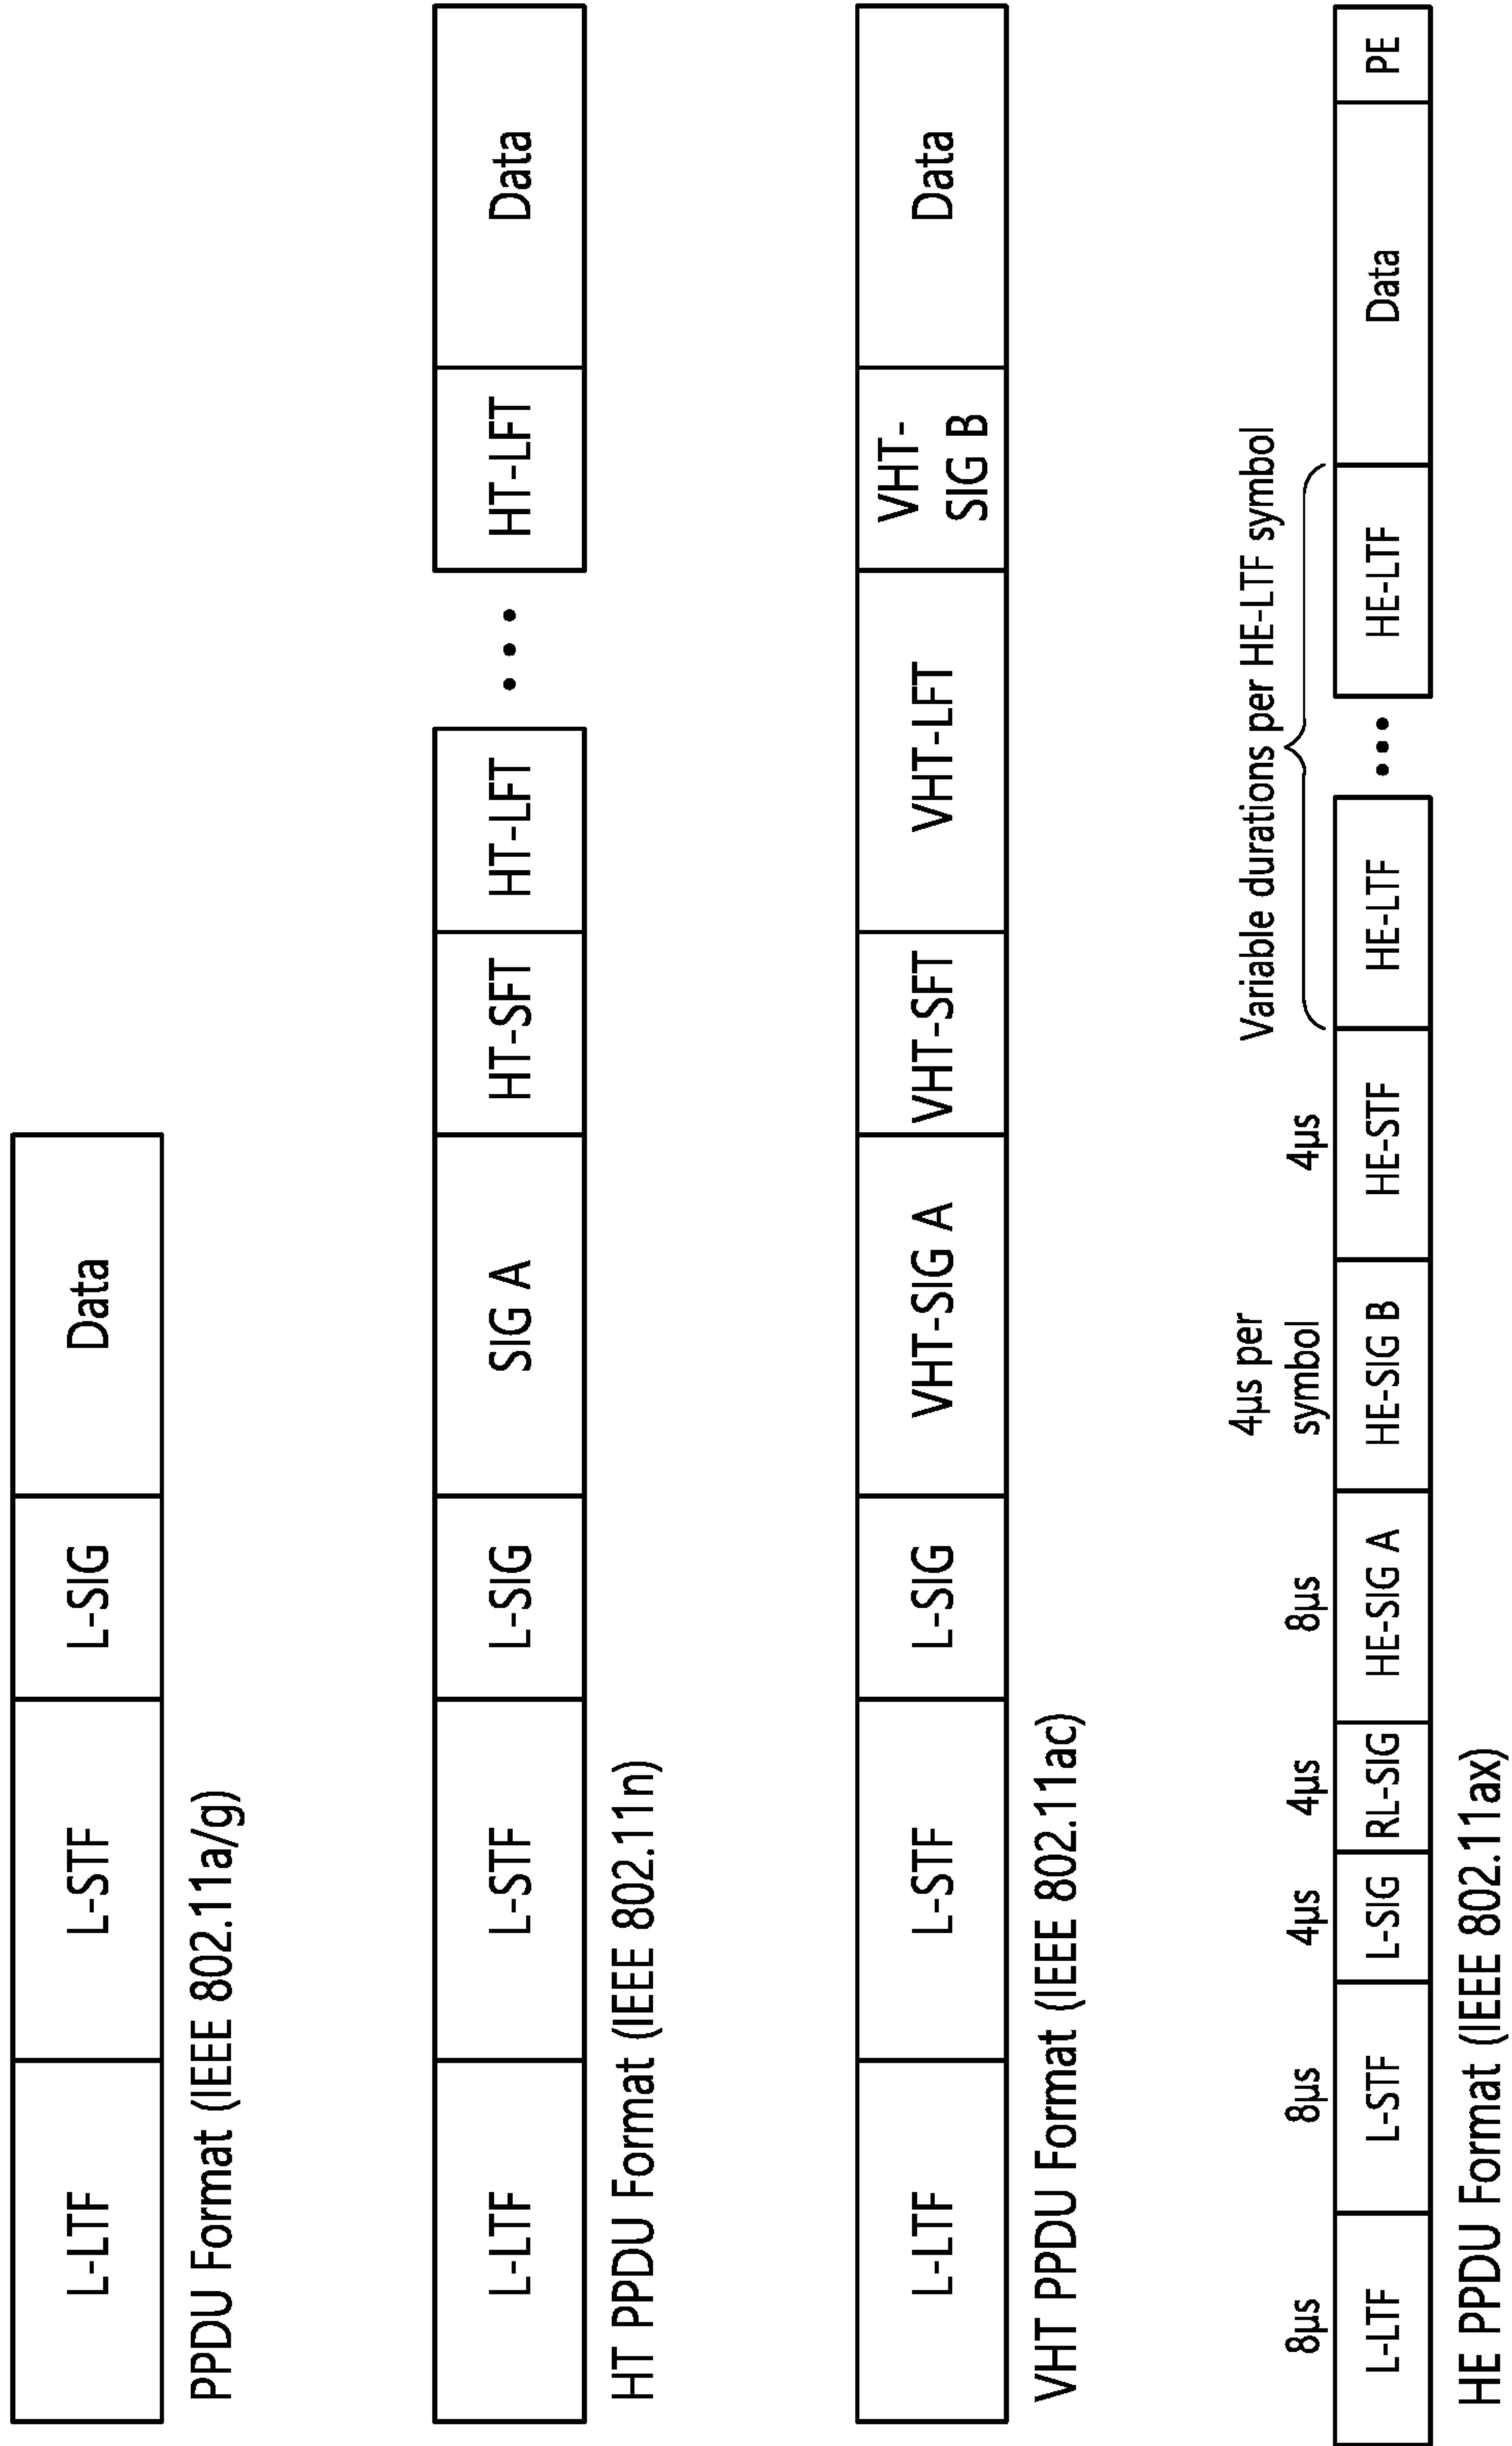 L-LTF
L-STF
L-SIG
Data
PPDU Format (IEEE 802.11a/g)
L-LTF
L-STF
L-SIG
SIG A
HT-SFT
HT-LFT
• • •
HT-LFT
Data
HT PPDU Format (IEEE 802.11n)
L-LTF
L-STF
L-SIG
VHT-SIG A
VHT-SFT
VHT-LFT
VHT-
SIG B
Data
VHT PPDU Format (IEEE 802.11ac)
Variable durations per HE-LTF symbol
8μs
8μs
4μs
4μs
8μs
4μs per
symbol
4μs
L-LTF
L-STF
L-SIG
RL-SIG
HE-SIG A
HE-SIG B
HE-STF
HE-LTF
•••
HE-LTF
Data
PE
HE PPDU Format (IEEE 802.11ax)